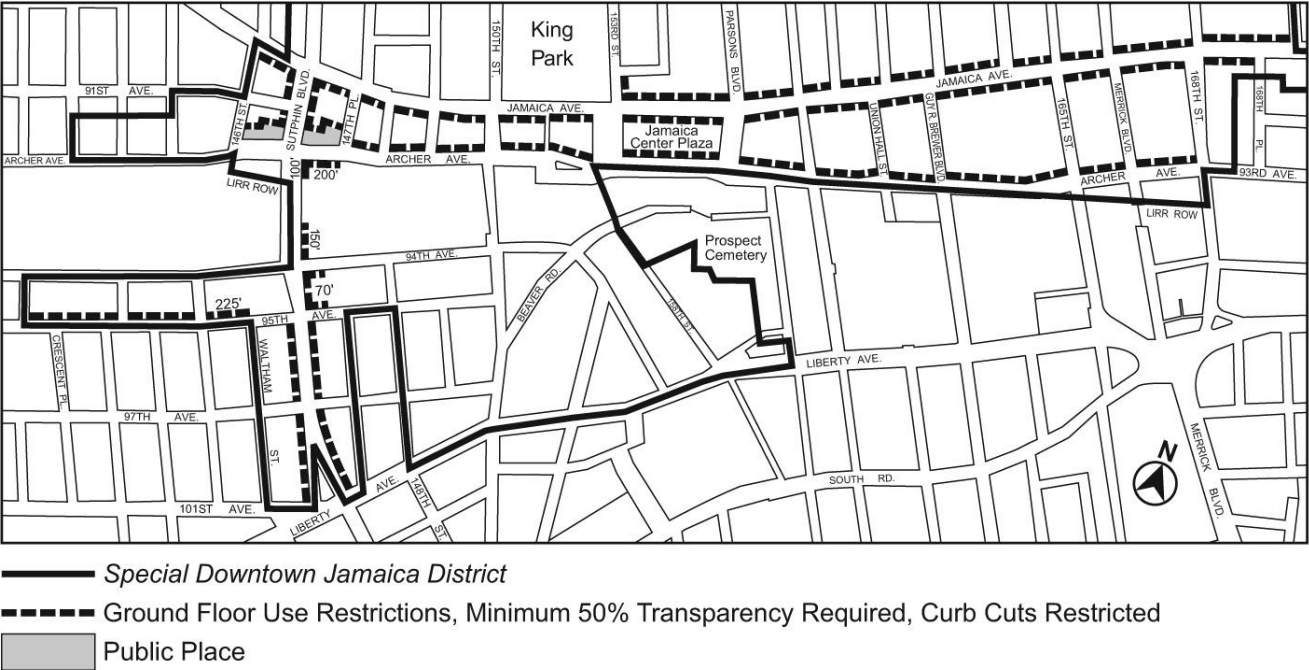 King
Park
150TH ST.
153RD ST.
PARSONS BLVD
91ST AVE.
146TH ST.
SUTPHIN BLVD.
147TH PL.
JAMAICA AVE.
JAMAICA AVE.
Jamaica
Center Plaza
UNION HALL ST.
GUY R. BREWER BLVD.
165TH ST.
MERRICK BLVD.
168TH ST.
168TH PL
ARCHER AVE.
ARCHER AVE.
ARCHER AVE.
93RD AVE.
LIRR ROW
LIRR ROW
100'
200'
150'
70'
225'
94TH AVE.
95TH AVE.
BEAVER RD.
Prospect
Cemetery
158TH ST.
LIBERTY AVE.
CRESCENT PL
WALTHAM ST.
97TH AVE.
101ST AVE.
LIBERTY AVE.
148TH ST.
SOUTH RD.
MERRICK BLVD.
N
Special Downtown Jamaica District
Ground Floor Use Restrictions, Minimum 50% Transparency Required, Curb Cuts Restricted
Public Place